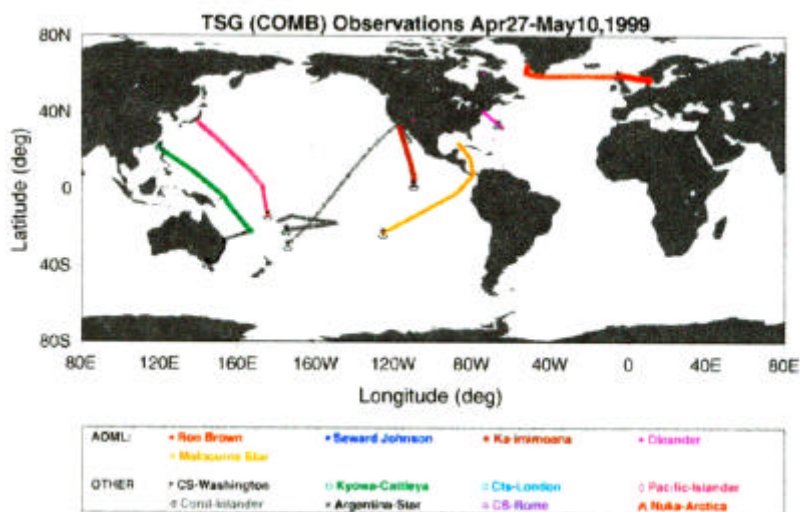 TSG (COMB) Observations Apr27-May10,1999
80N
40N
0
40S
80S
Latitude (deg)
80E 120E 160E 160W 120W 80W 40W 0 40E 80E
Longitude (deg)
AOML: Ron Brown Seward Johnson Ka-imimoana Oleander
Melbourne Star
OTHER CS-Washington Kyowa-Cattleya Cts-London Pacific-Islander
Coral-Islander Argentina-Star CB-Rome Nuka-Arctica